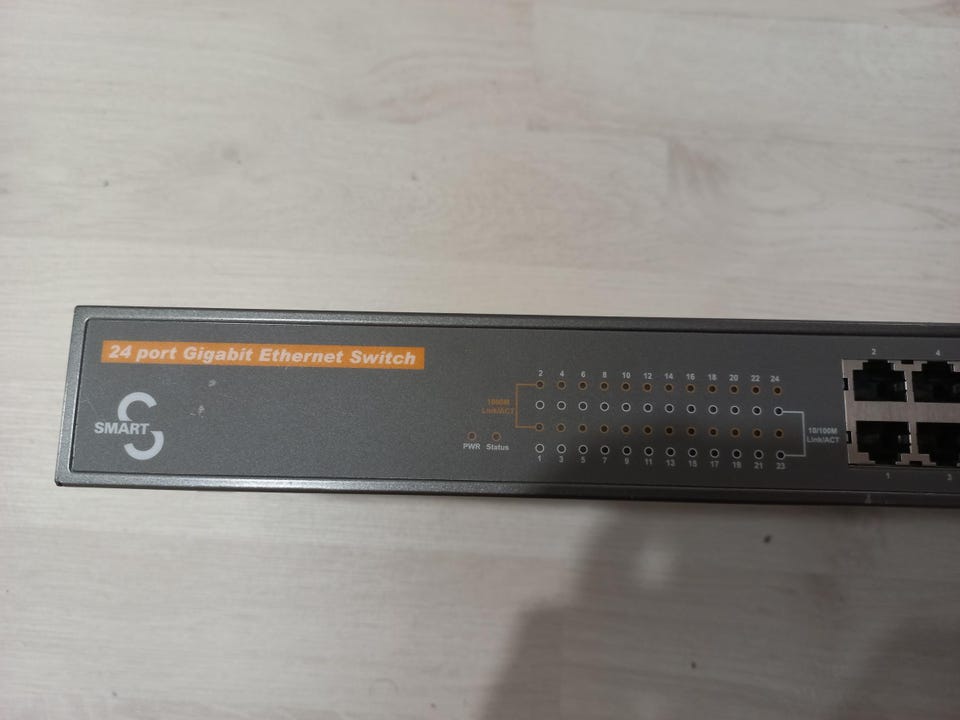 24 port Gigabit Ethernet Switch
SMART
2 4 6 8 10 12 14 16 18 20 22 24
1000M
Link/ACT
10/100M
Link/ACT
PWR Status
1 3 5 7 9 11 13 15 17 19 21 23
2 4
1 3